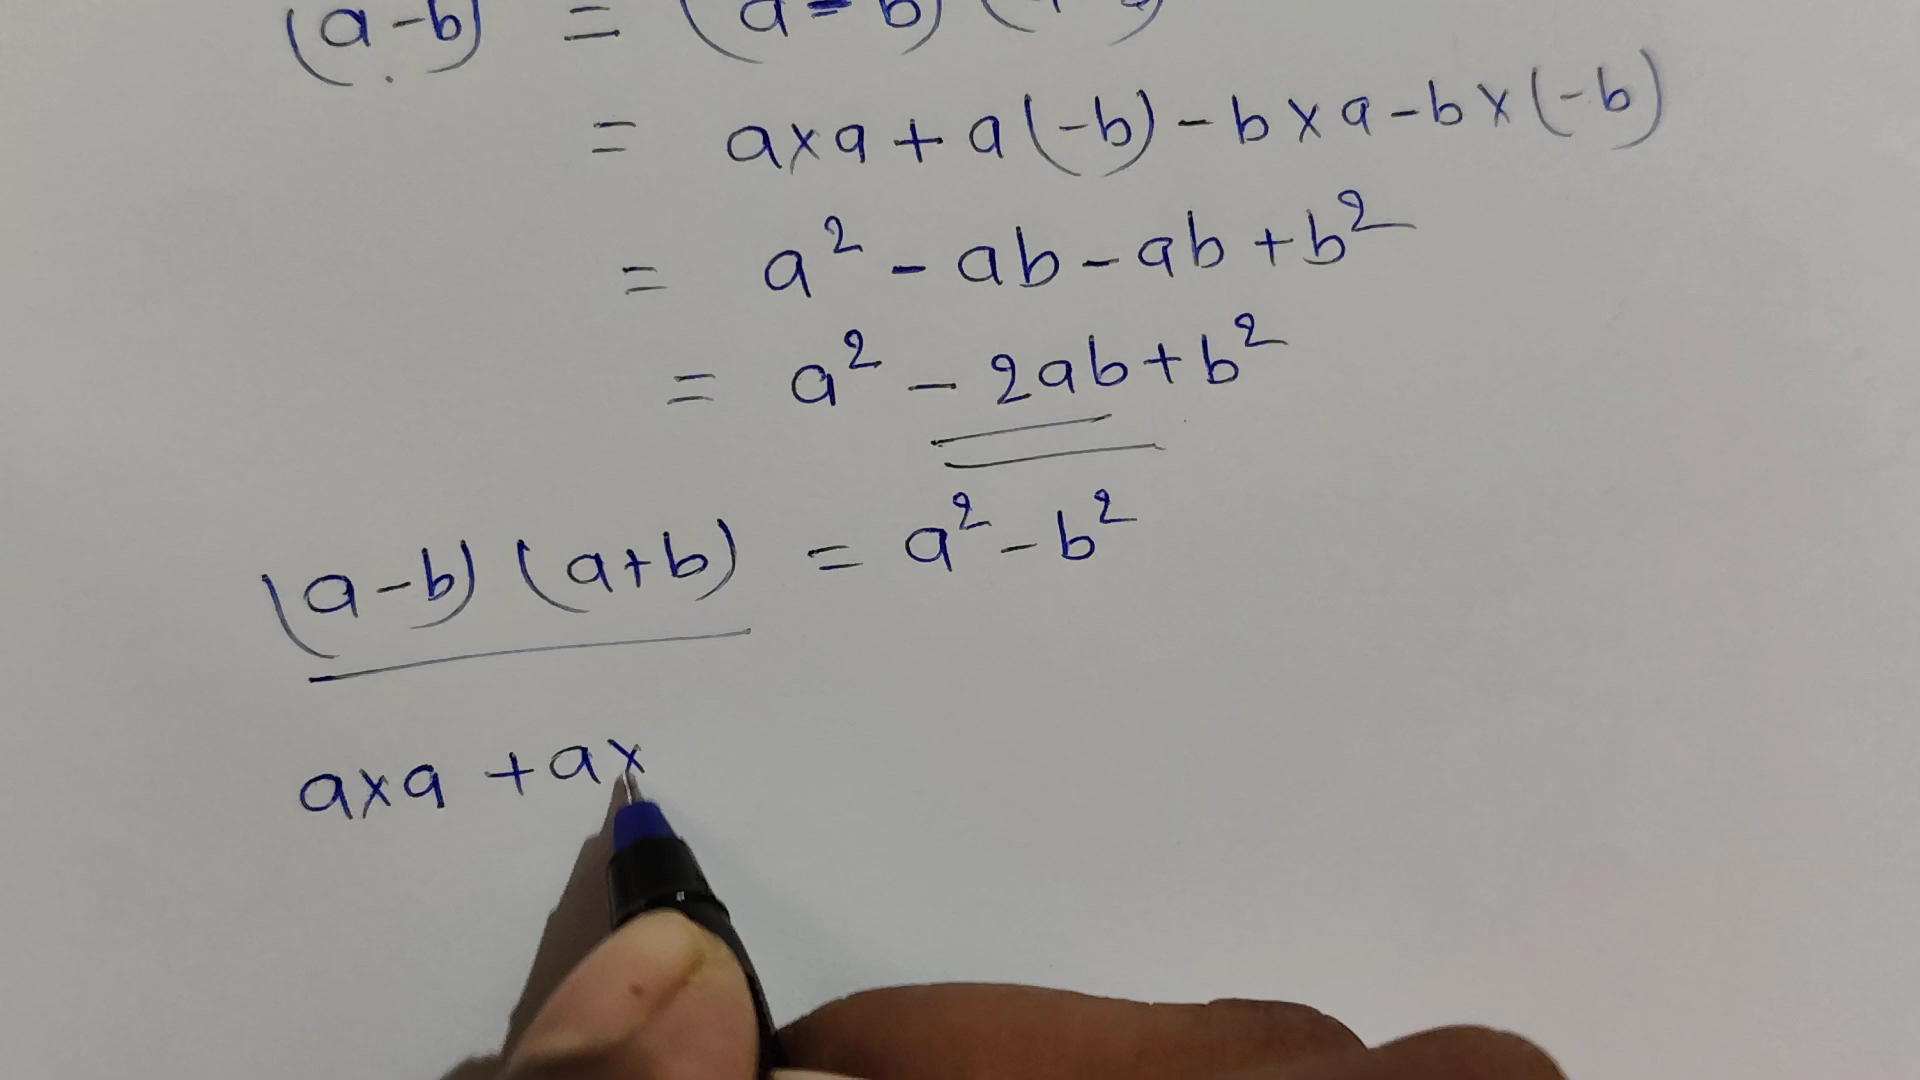 (a-b) = (a-b)
= a×a + a(-b) - b×a - b×(-b)
= a² - ab - ab + b²
= a² - 2ab + b²
(a-b) (a+b) = a² - b²
a×a + a×